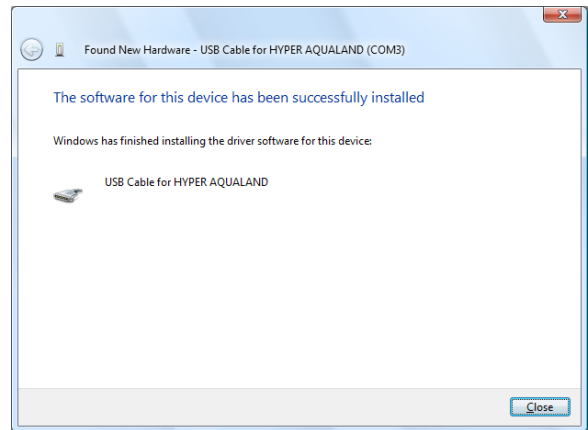 Found New Hardware - USB Cable for HYPER AQUALAND (COM3)
The software for this device has been successfully installed
Windows has finished installing the driver software for this device:
USB Cable for HYPER AQUALAND
Close